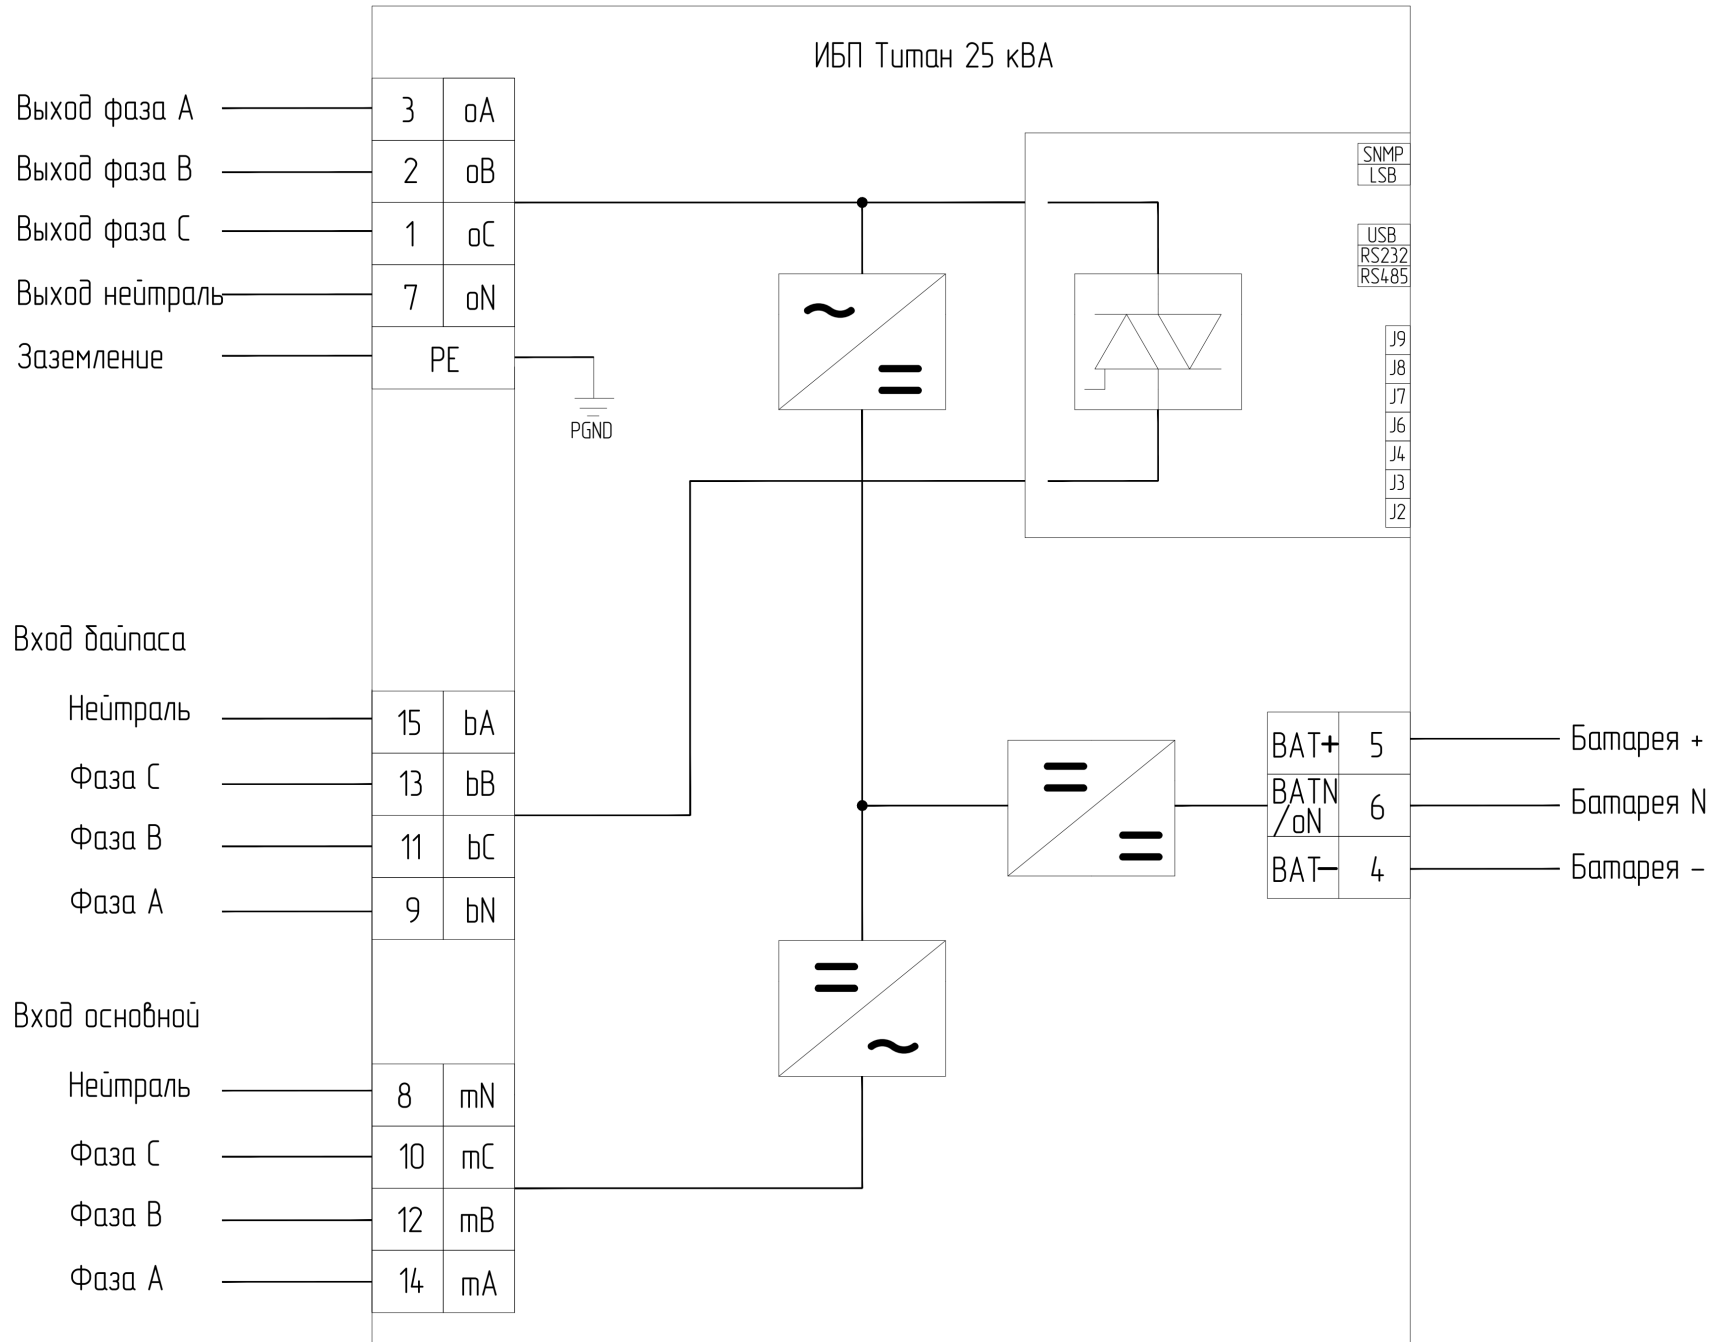 ИБП Титан 25 кВА
Выход фаза А 3 оА
Выход фаза В 2 оВ
Выход фаза С 1 оС
Выход нейтраль 7 oN
Заземление PE
PGND
SNMP
LSB
USB
RS232
RS485
J9
J8
J7
J6
J4
J3
J2
Вход байпаса
Нейтраль 15 bA
Фаза С 13 bB
Фаза В 11 bC
Фаза А 9 bN
BAT+ 5 Батарея +
BATN
/oN 6 Батарея N
BAT- 4 Батарея -
Вход основной
Нейтраль 8 mN
Фаза С 10 mC
Фаза В 12 mB
Фаза А 14 mA